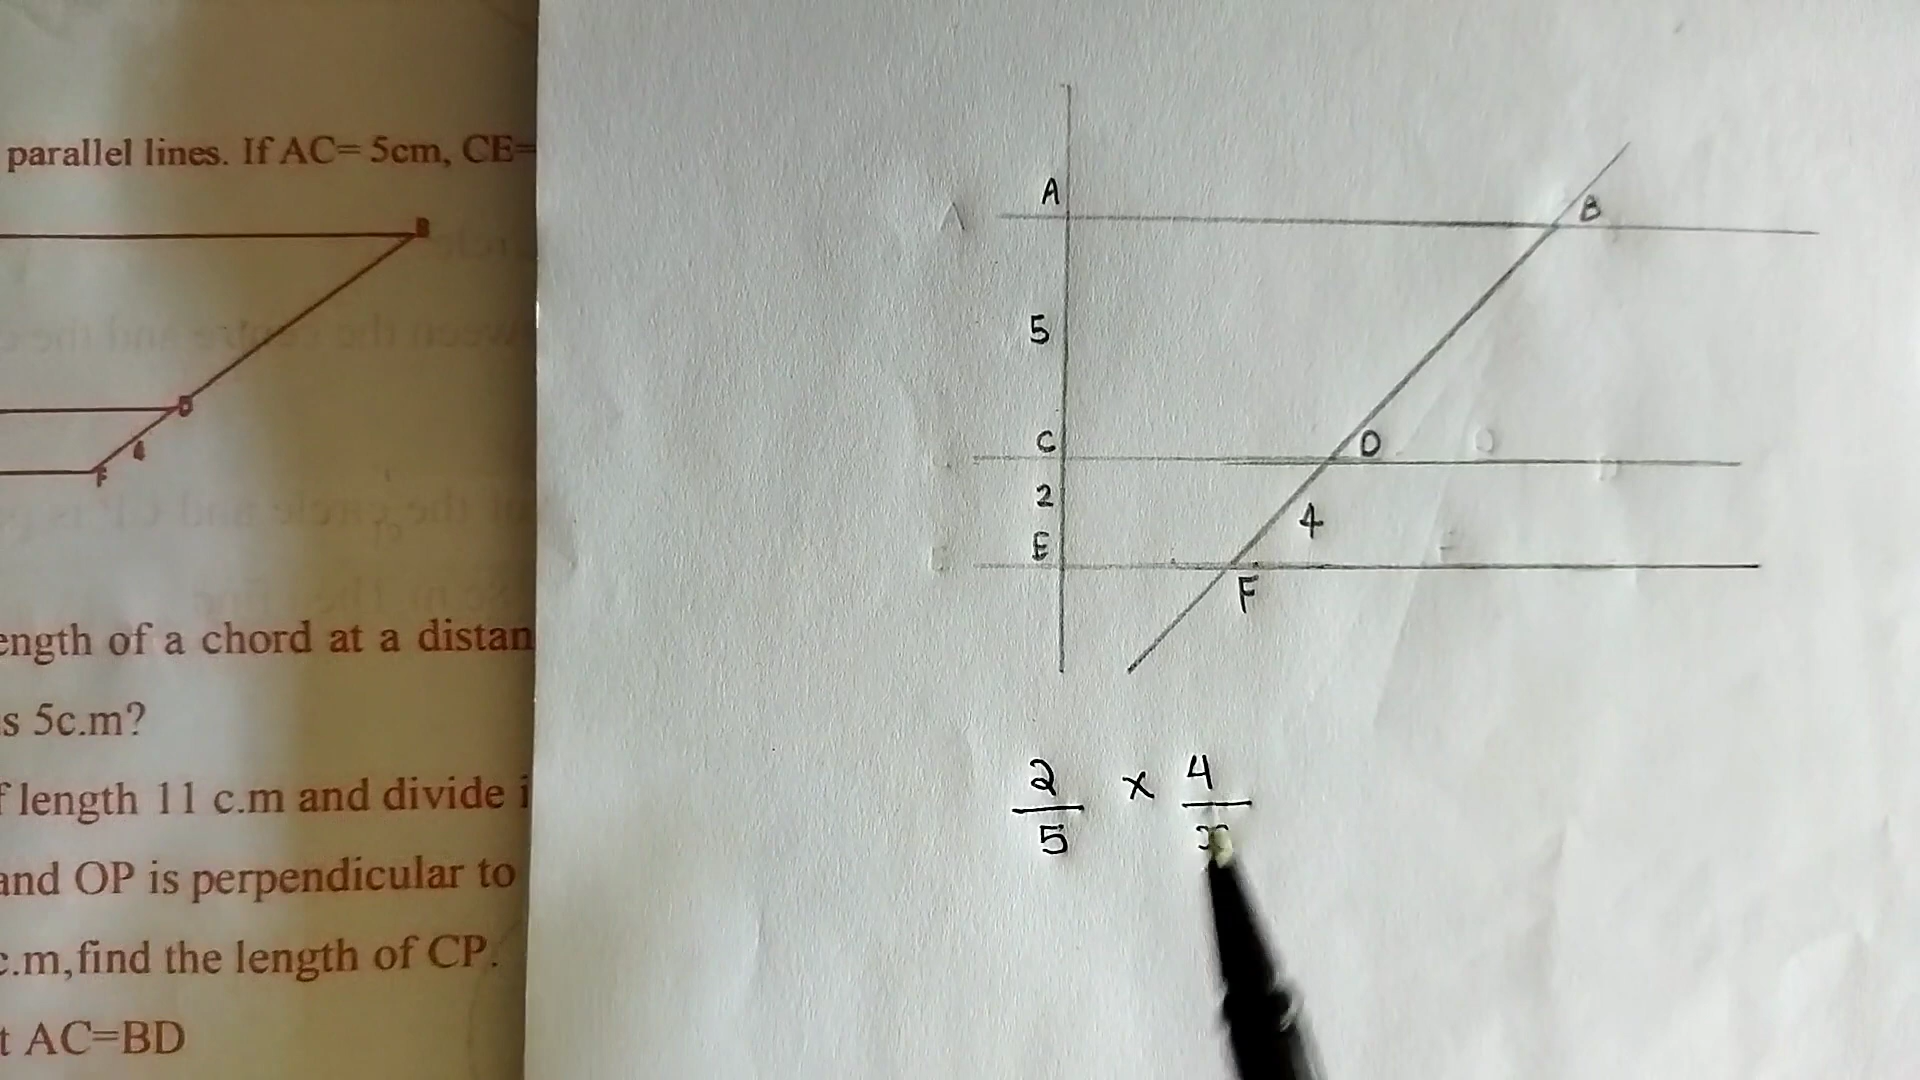 parallel lines. If AC= 5cm, CE=
B
D
4
F
ength of a chord at a distan
s 5c.m?
f length 11 c.m and divide i
and OP is perpendicular to
c.m,find the length of CP.
t AC=BD
A
B
5
C
D
2
4
E
F
2 × 4
5 x